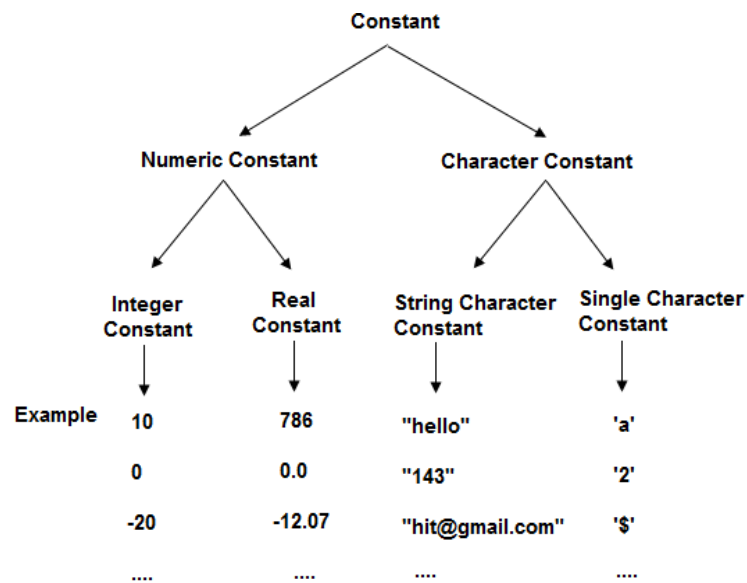 Constant
Numeric Constant
Character Constant
Integer
Constant
Real
Constant
String Character
Constant
Single Character
Constant
Example
10
786
"hello"
'a'
0
0.0
"143"
'2'
-20
-12.07
"hit@gmail.com"
'$'
....
....
....
....